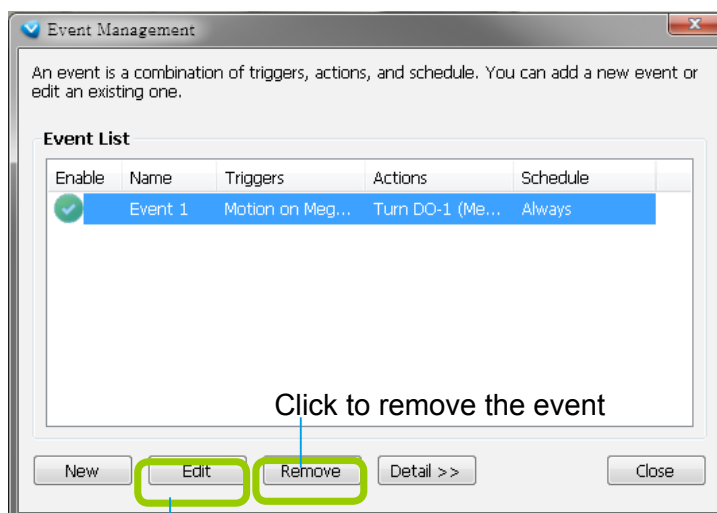 Event Management
An event is a combination of triggers, actions, and schedule. You can add a new event or
edit an existing one.
Event List
Enable Name Triggers Actions Schedule
Event 1 Motion on Meg... Turn DO-1 (Me... Always
Click to remove the event
New Edit Remove Detail >> Close